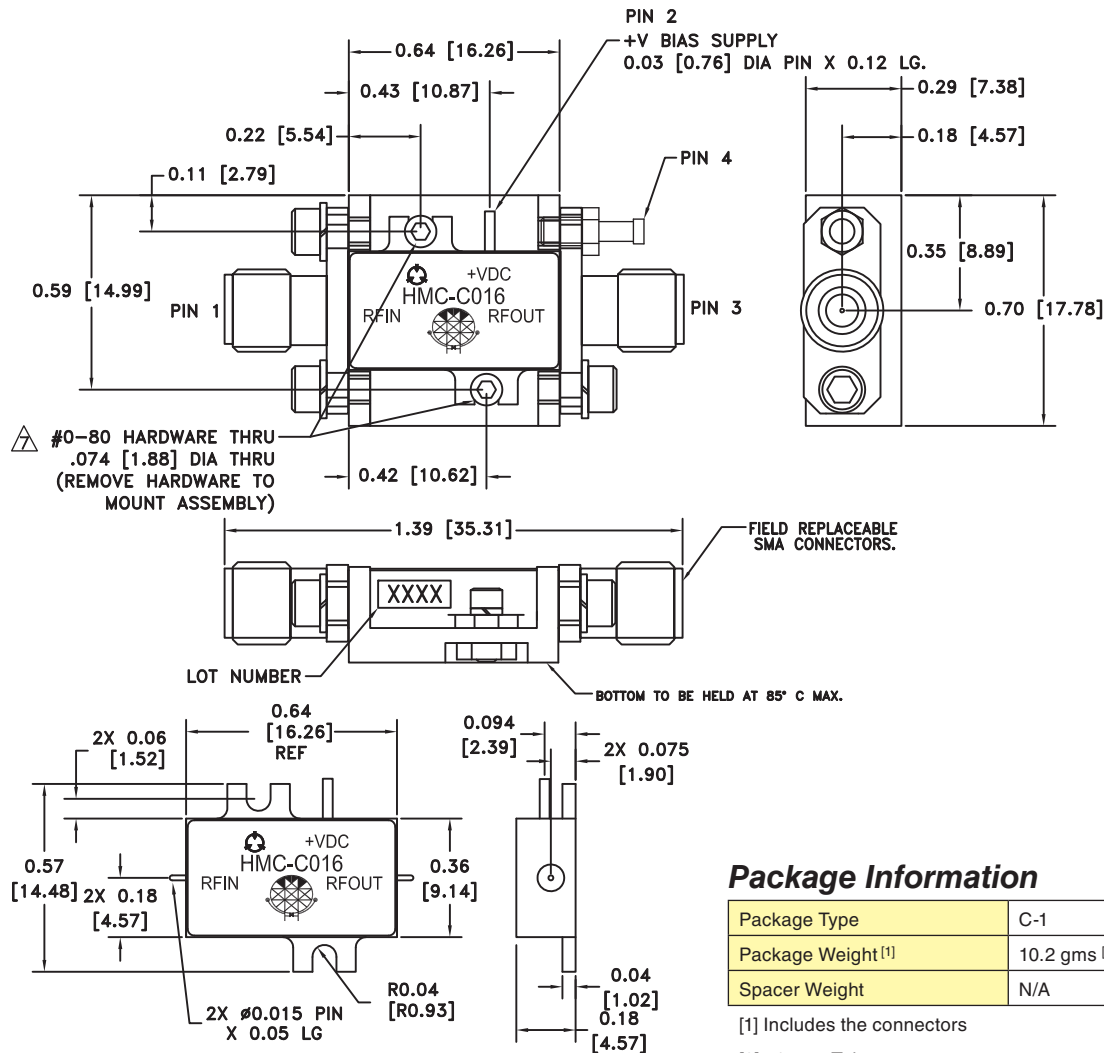 PIN 2
+V BIAS SUPPLY
0.03 [0.76] DIA PIN X 0.12 LG.
0.64 [16.26]
0.43 [10.87]
0.22 [5.54]
0.11 [2.79]
0.59 [14.99]
PIN 4
PIN 1
PIN 3
+VDC
HMC-C016
RFIN
RFOUT
0.29 [7.38]
0.18 [4.57]
0.35 [8.89]
0.70 [17.78]
7
#0-80 HARDWARE THRU
.074 [1.88] DIA THRU
(REMOVE HARDWARE TO
MOUNT ASSEMBLY)
0.42 [10.62]
1.39 [35.31]
FIELD REPLACEABLE
SMA CONNECTORS.
XXXX
LOT NUMBER
BOTTOM TO BE HELD AT 85° C MAX.
0.64
[16.26]
REF
2X 0.06
[1.52]
0.57
[14.48]
2X 0.18
[4.57]
+VDC
HMC-C016
RFIN
RFOUT
0.36
[9.14]
2X ø0.015 PIN
X 0.05 LG
R0.04
[R0.93]
0.094
[2.39]
2X 0.075
[1.90]
0.04
[1.02]
0.18
[4.57]
Package Information
Package Type C-1
Package Weight [1] 10.2 gms
Spacer Weight N/A
[1] Includes the connectors